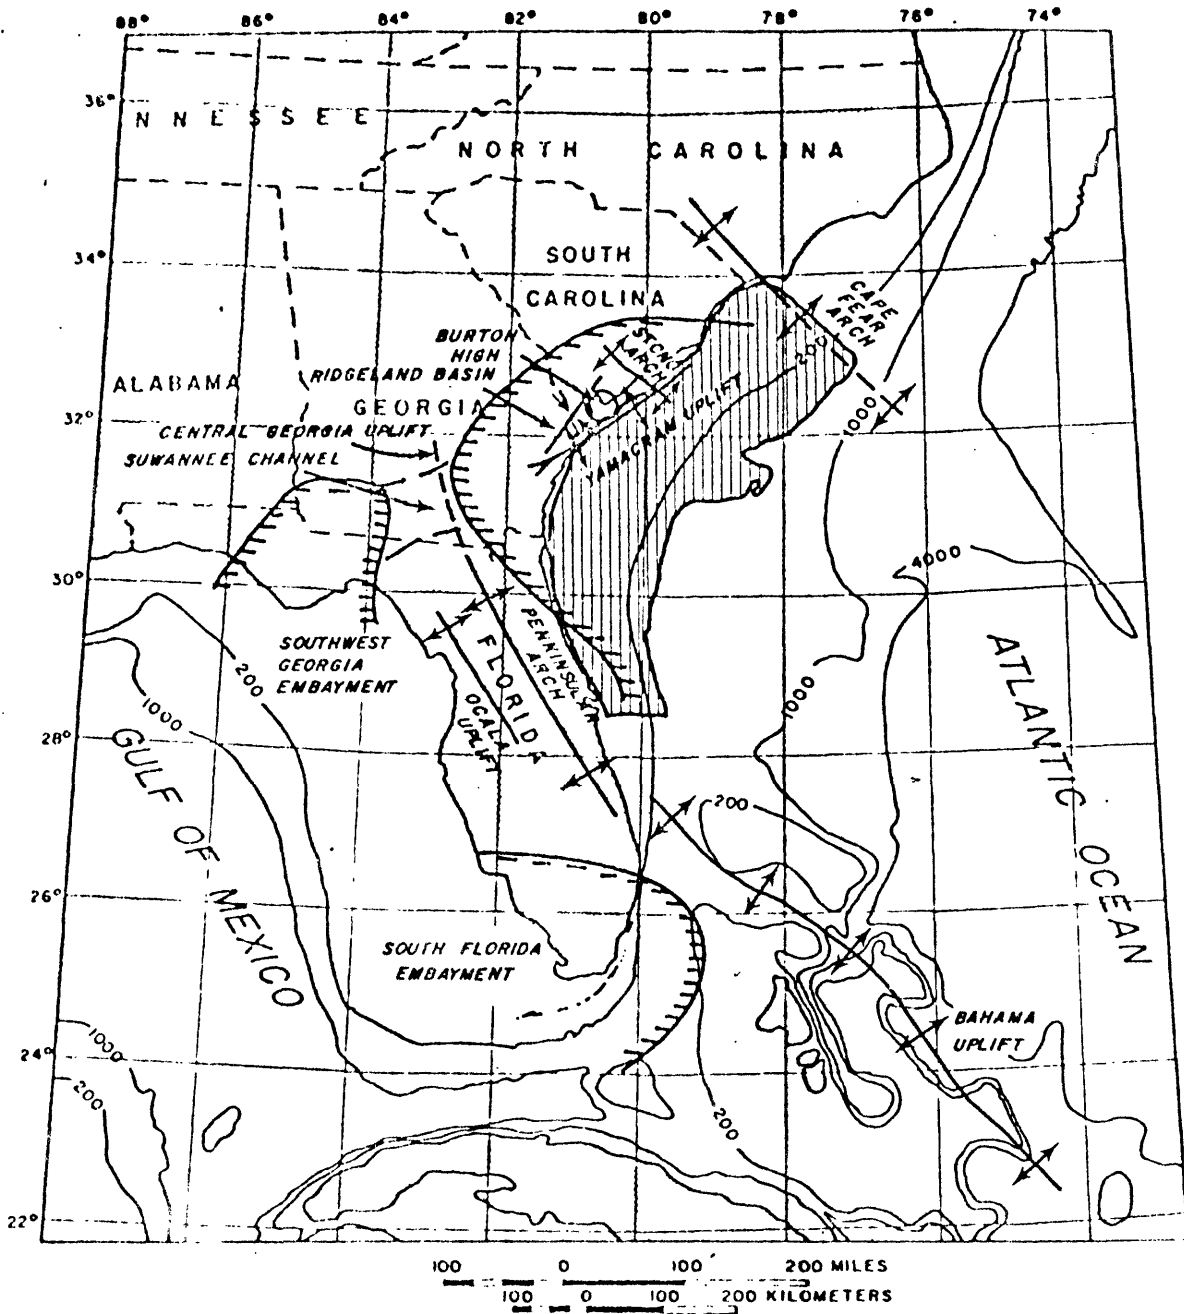 88° 86° 84° 82° 80° 78° 76° 74°
36°
NNESSEE
NORTH CAROLINA
34°
SOUTH
CAROLINA
CAPE
FEAR
ARCH
BURTON
HIGH
RIDGELAND BASIN
ARCH
200
ALABAMA
GEORGIA
32°
1000
CENTRAL GEORGIA UPLIFT
SUWANNEE CHANNEL
YAMACRAW UPLIFT
4000
30°
SOUTHWEST
GEORGIA
EMBAYMENT
FLORIDA
PENNINSULAR
ARCH
OCALA
UPLIFT
200
1000
1000
28°
GULF OF MEXICO
ATLANTIC OCEAN
200
26°
SOUTH FLORIDA
EMBAYMENT
BAHAMA
UPLIFT
24°
1000
200
200
22°
100 0 100 200 MILES
100 0 100 200 KILOMETERS